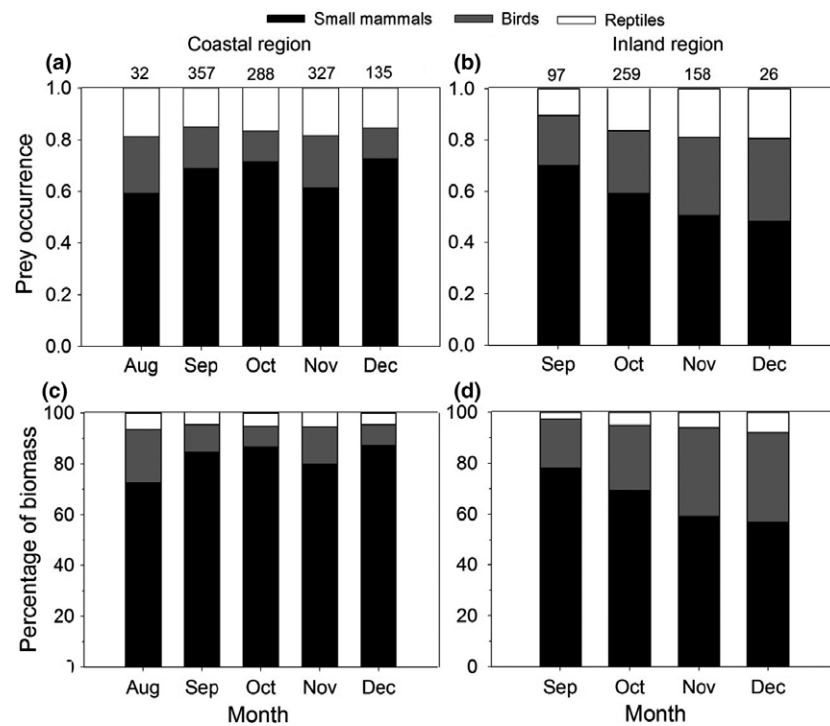 Small mammals Birds Reptiles
Coastal region Inland region
(a) (b)
32 357 288 327 135
97 259 158 26
Prey occurrence
1.0
0.8
0.6
0.4
0.2
0.0
Aug Sep Oct Nov Dec
1.0
0.8
0.6
0.4
0.2
0.0
Sep Oct Nov Dec
(c) (d)
Percentage of biomass
100
80
60
40
20
Aug Sep Oct Nov Dec
Month
100
80
60
40
20
0
Sep Oct Nov Dec
Month